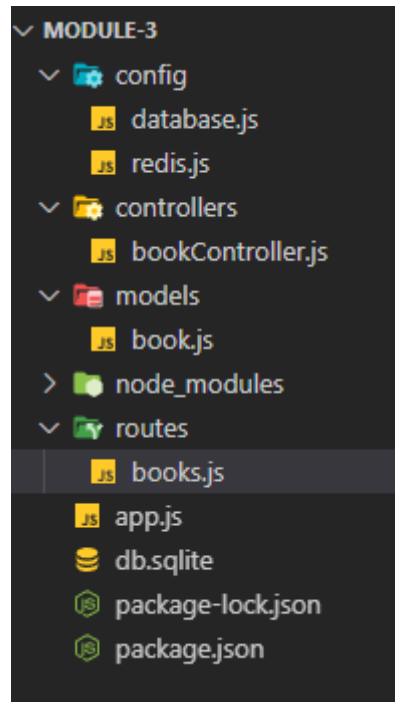 MODULE-3
config
JS database.js
JS redis.js
controllers
JS bookController.js
models
JS book.js
node_modules
routes
JS books.js
JS app.js
db.sqlite
package-lock.json
package.json